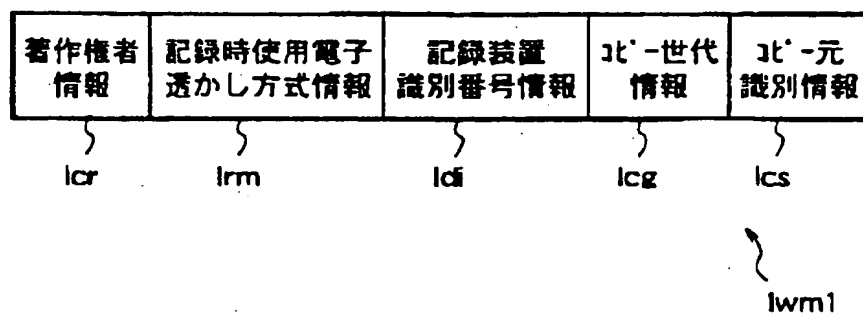 著作権者
情報
記録時使用電子
透かし方式情報
記録装置
識別番号情報
ｺﾋﾟｰ世代
情報
ｺﾋﾟｰ元
識別情報
Icr
Irm
Idi
Icg
Ics
Iwm1